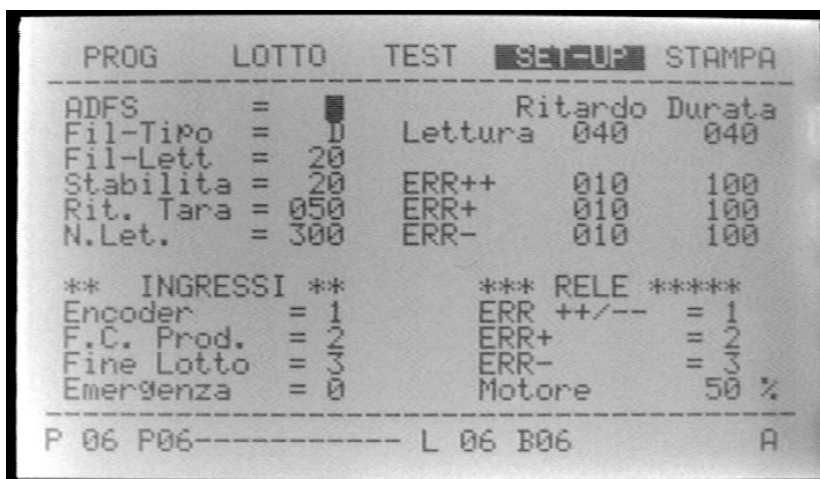 PROG LOTTO TEST SET-UP STAMPA
ADFS = Ritardo Durata
Fil-Tipo = D Lettura 040 040
Fil-Lett = 20
Stabilita = 20 ERR++ 010 100
Rit. Tara = 050 ERR+ 010 100
N.Let. = 300 ERR- 010 100
** INGRESSI ** *** RELE *****
Encoder = 1 ERR ++/-- = 1
F.C. Prod. = 2 ERR+ = 2
Fine Lotto = 3 ERR- = 3
Emergenza = 0 Motore 50 %
P 06 P06----------- L 06 B06 A